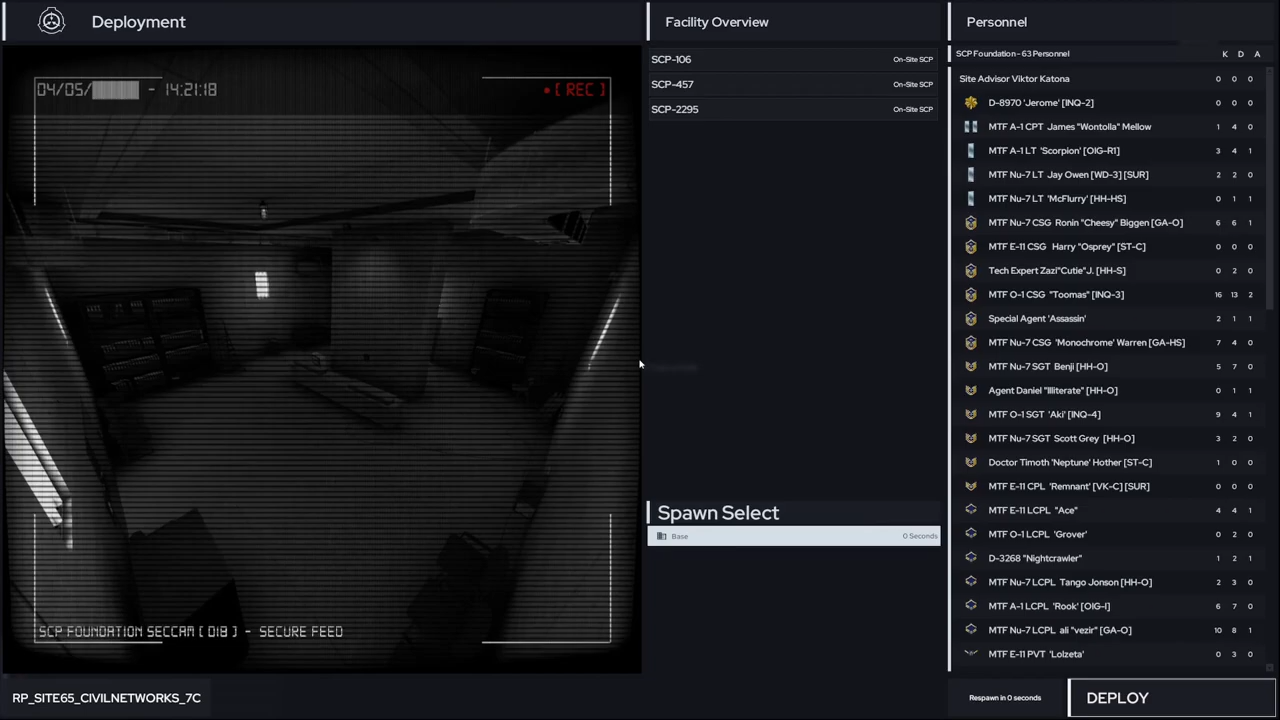 Deployment
04/05/ - 14:21:18
[ REC ]
SCP FOUNDATION SECCAM [ 01B ] - SECURE FEED
RP_SITE65_CIVILNETWORKS_7C
Facility Overview
SCP-106 On-Site SCP
SCP-457 On-Site SCP
SCP-2295 On-Site SCP
Spawn Select
Base 0 Seconds
Personnel
SCP Foundation - 63 Personnel K D A
Site Advisor Viktor Katona 0 0 0
D-8970 'Jerome' [INQ-2] 0 0 0
MTF A-1 CPT James "Wontolla" Mellow 1 4 0
MTF A-1 LT 'Scorpion' [OIG-R1] 3 4 1
MTF Nu-7 LT Jay Owen [WD-3] [SUR] 2 2 0
MTF Nu-7 LT 'McFlurry' [HH-HS] 0 1 1
MTF Nu-7 CSG Ronin "Cheesy" Biggen [GA-O] 6 6 1
MTF E-11 CSG Harry "Osprey" [ST-C] 0 0 0
Tech Expert Zazi"Cutie"J. [HH-S] 0 2 0
MTF O-1 CSG "Toomas" [INQ-3] 16 13 2
Special Agent 'Assassin' 2 1 1
MTF Nu-7 CSG 'Monochrome' Warren [GA-HS] 7 4 0
MTF Nu-7 SGT Benji [HH-O] 5 7 0
Agent Daniel "Illiterate" [HH-O] 0 1 1
MTF O-1 SGT 'Aki' [INQ-4] 9 4 1
MTF Nu-7 SGT Scott Grey [HH-O] 3 2 0
Doctor Timoth 'Neptune' Hother [ST-C] 1 0 0
MTF E-11 CPL 'Remnant' [VK-C] [SUR] 0 0 0
MTF E-11 LCPL "Ace" 4 4 1
MTF O-1 LCPL 'Grover' 0 2 0
D-3268 "Nightcrawler" 1 2 1
MTF Nu-7 LCPL Tango Jonson [HH-O] 2 3 0
MTF A-1 LCPL 'Rook' [OIG-I] 6 7 0
MTF Nu-7 LCPL ali "vezir" [GA-O] 10 8 1
MTF E-11 PVT 'Lolzeta' 0 3 0
Respawn in 0 seconds
DEPLOY